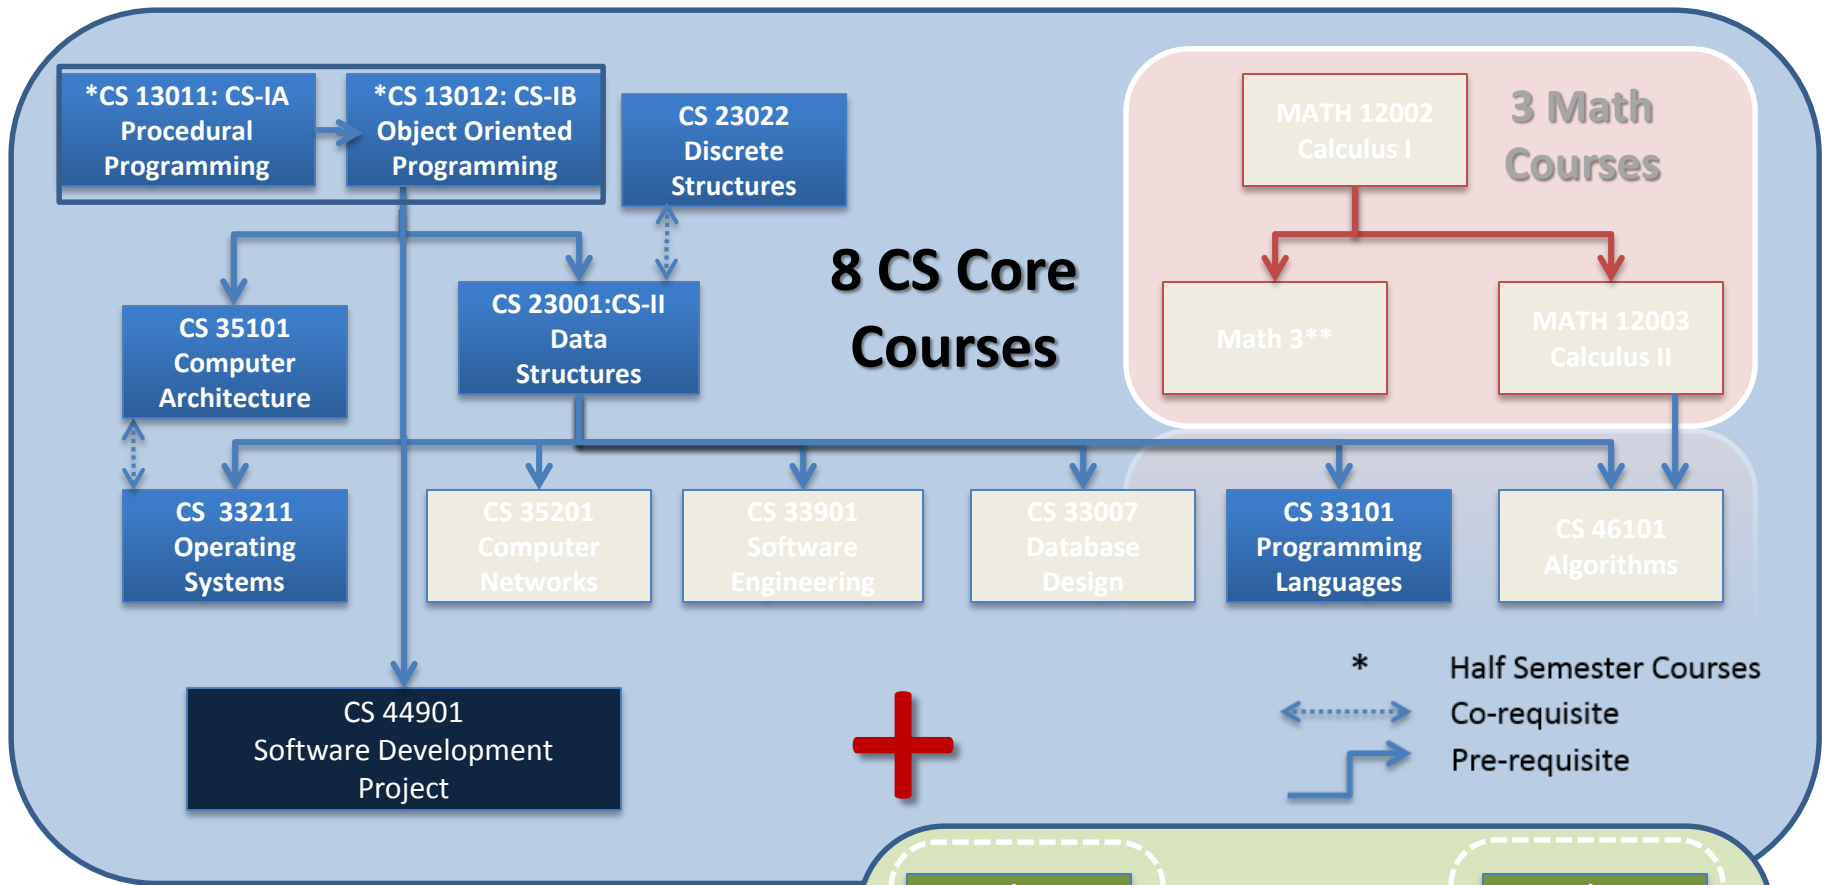 *CS 13011: CS-IA
Procedural
Programming
*CS 13012: CS-IB
Object Oriented
Programming
CS 23022
Discrete
Structures
MATH 12002
Calculus I
3 Math
Courses
8 CS Core
Courses
CS 35101
Computer
Architecture
CS 23001:CS-II
Data
Structures
Math 3**
MATH 12003
Calculus II
CS 33211
Operating
Systems
CS 35201
Computer
Networks
CS 33901
Software
Engineering
CS 33007
Database
Design
CS 33101
Programming
Languages
CS 46101
Algorithms
CS 44901
Software Development
Project
* Half Semester Courses
Co-requisite
Pre-requisite